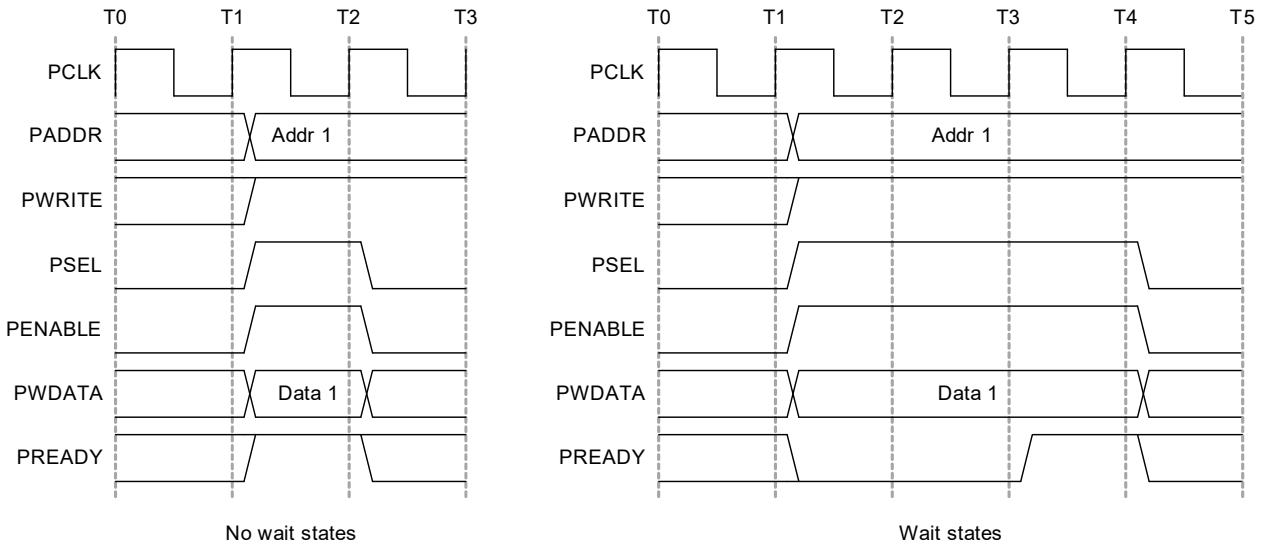 T0 T1 T2 T3
PCLK
PADDR Addr 1
PWRITE
PSEL
PENABLE
PWDATA Data 1
PREADY
No wait states
T0 T1 T2 T3 T4 T5
PCLK
PADDR Addr 1
PWRITE
PSEL
PENABLE
PWDATA Data 1
PREADY
Wait states